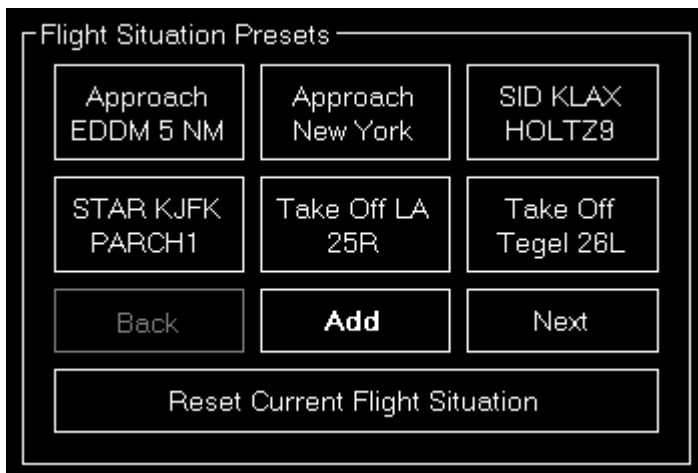 Flight Situation Presets
Approach
EDDM 5 NM
Approach
New York
SID KLAX
HOLTZ9
STAR KJFK
PARCH1
Take Off LA
25R
Take Off
Tegel 26L
Back
Add
Next
Reset Current Flight Situation